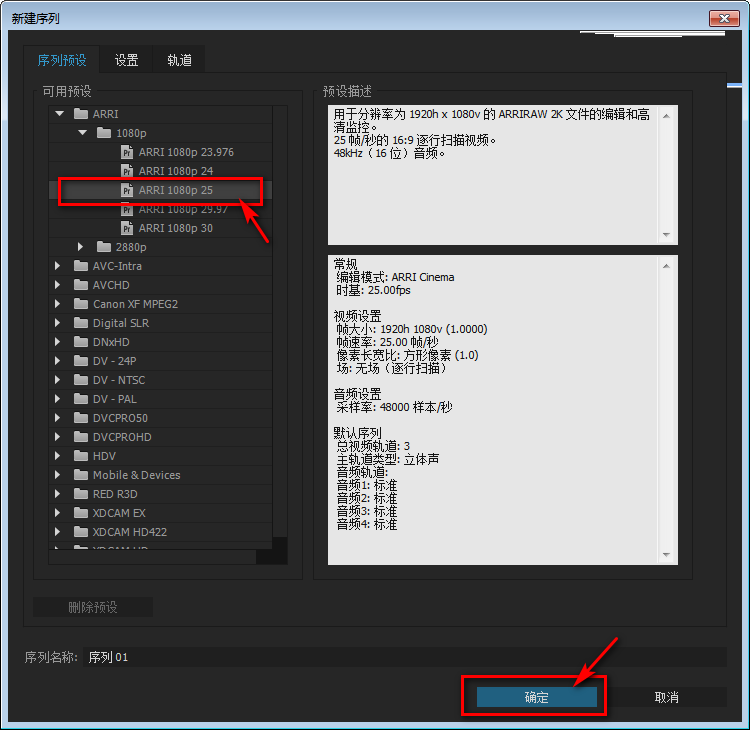 新建序列
序列预设
设置
轨道
可用预设
ARRI
1080p
ARRI 1080p 23.976
ARRI 1080p 24
ARRI 1080p 25
ARRI 1080p 29.97
ARRI 1080p 30
2880p
AVC-Intra
AVCHD
Canon XF MPEG2
Digital SLR
DNxHD
DV - 24P
DV - NTSC
DV - PAL
DVCPRO50
DVCPROHD
HDV
Mobile & Devices
RED R3D
XDCAM EX
XDCAM HD422
XDCAM HD
删除预设
预设描述
用于分辨率为 1920h x 1080v 的 ARRIRAW 2K 文件的编辑和高
清监控。
25 帧/秒的 16:9 逐行扫描视频。
48kHz（16 位）音频。
常规
编辑模式: ARRI Cinema
时基: 25.00fps
视频设置
帧大小: 1920h 1080v (1.0000)
帧速率: 25.00 帧/秒
像素长宽比: 方形像素 (1.0)
场: 无场（逐行扫描）
音频设置
采样率: 48000 样本/秒
默认序列
总视频轨道: 3
主轨道类型: 立体声
音频轨道:
音频1: 标准
音频2: 标准
音频3: 标准
音频4: 标准
序列名称: 序列 01
确定
取消